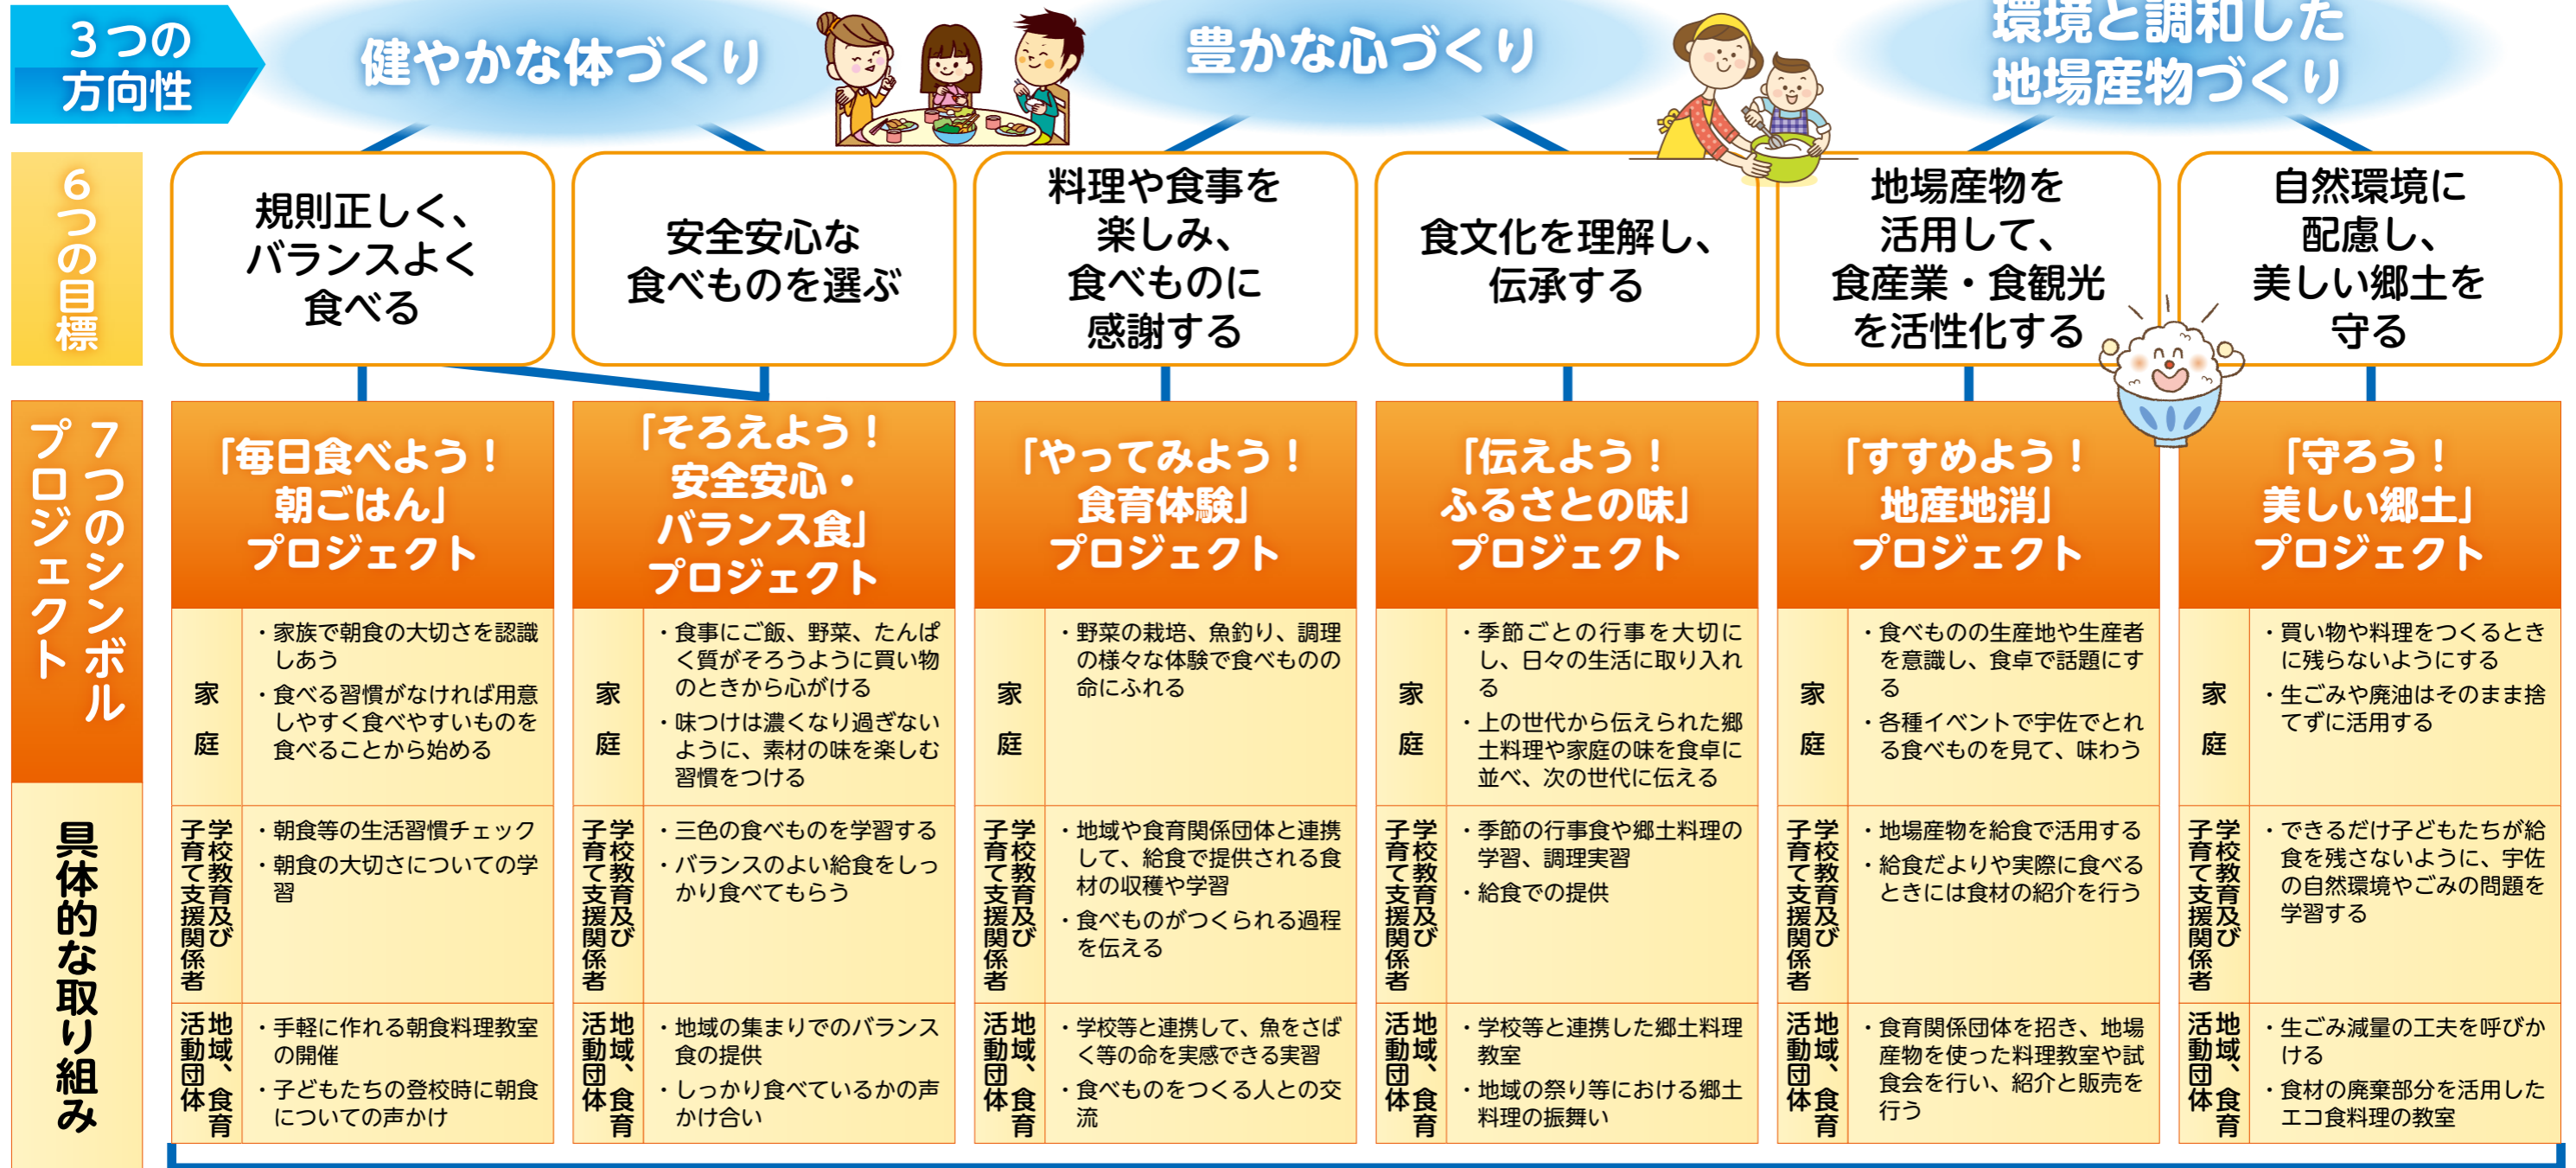 3つの
方向性
健やかな体づくり
豊かな心づくり
環境と調和した
地場産物づくり
6つの目標
規則正しく、
バランスよく
食べる
安全安心な
食べものを選ぶ
料理や食事を
楽しみ、
食べものに
感謝する
食文化を理解し、
伝承する
地場産物を
活用して、
食産業・食観光
を活性化する
自然環境に
配慮し、
美しい郷土を
守る
7つのシンボル
プロジェクト
「毎日食べよう！
朝ごはん」
プロジェクト
「そろえよう！
安全安心・
バランス食」
プロジェクト
「やってみよう！
食育体験」
プロジェクト
「伝えよう！
ふるさとの味」
プロジェクト
「すすめよう！
地産地消」
プロジェクト
「守ろう！
美しい郷土」
プロジェクト
具体的な取り組み
家庭
・家族で朝食の大切さを認識
しあう
・食べる習慣がなければ用意
しやすく食べやすいものを
食べることから始める
家庭
・食事にご飯、野菜、たんぱ
く質がそろうように買い物
のときから心がける
・味つけは濃くなり過ぎない
ように、素材の味を楽しむ
習慣をつける
家庭
・野菜の栽培、魚釣り、調理
の様々な体験で食べものの
命にふれる
家庭
・季節ごとの行事を大切に
し、日々の生活に取り入れ
る
・上の世代から伝えられた郷
土料理や家庭の味を食卓に
並べ、次の世代に伝える
家庭
・食べものの生産地や生産者
を意識し、食卓で話題にす
る
・各種イベントで宇佐でとれ
る食べものを見て、味わう
家庭
・買い物や料理をつくるとき
に残らないようにする
・生ごみや廃油はそのまま捨
てずに活用する
学校教育及び
子育て支援関係者
・朝食等の生活習慣チェック
・朝食の大切さについての学
習
学校教育及び
子育て支援関係者
・三色の食べものを学習する
・バランスのよい給食をしっ
かり食べてもらう
学校教育及び
子育て支援関係者
・地域や食育関係団体と連携
して、給食で提供される食
材の収穫や学習
・食べものがつくられる過程
を伝える
学校教育及び
子育て支援関係者
・季節の行事食や郷土料理の
学習、調理実習
・給食での提供
学校教育及び
子育て支援関係者
・地場産物を給食で活用する
・給食だよりや実際に食べる
ときには食材の紹介を行う
学校教育及び
子育て支援関係者
・できるだけ子どもたちが給
食を残さないように、宇佐
の自然環境やごみの問題を
学習する
地域、食育
活動団体
・手軽に作れる朝食料理教室
の開催
・子どもたちの登校時に朝食
についての声かけ
地域、食育
活動団体
・地域の集まりでのバランス
食の提供
・しっかり食べているかの声
かけ合い
地域、食育
活動団体
・学校等と連携して、魚をさば
く等の命を実感できる実習
・食べものをつくる人との交
流
地域、食育
活動団体
・学校等と連携した郷土料理
教室
・地域の祭り等における郷土
料理の振舞い
地域、食育
活動団体
・食育関係団体を招き、地場
産物を使った料理教室や試
食会を行い、紹介と販売を
行う
地域、食育
活動団体
・生ごみ減量の工夫を呼びか
ける
・食材の廃棄部分を活用した
エコ食料理の教室